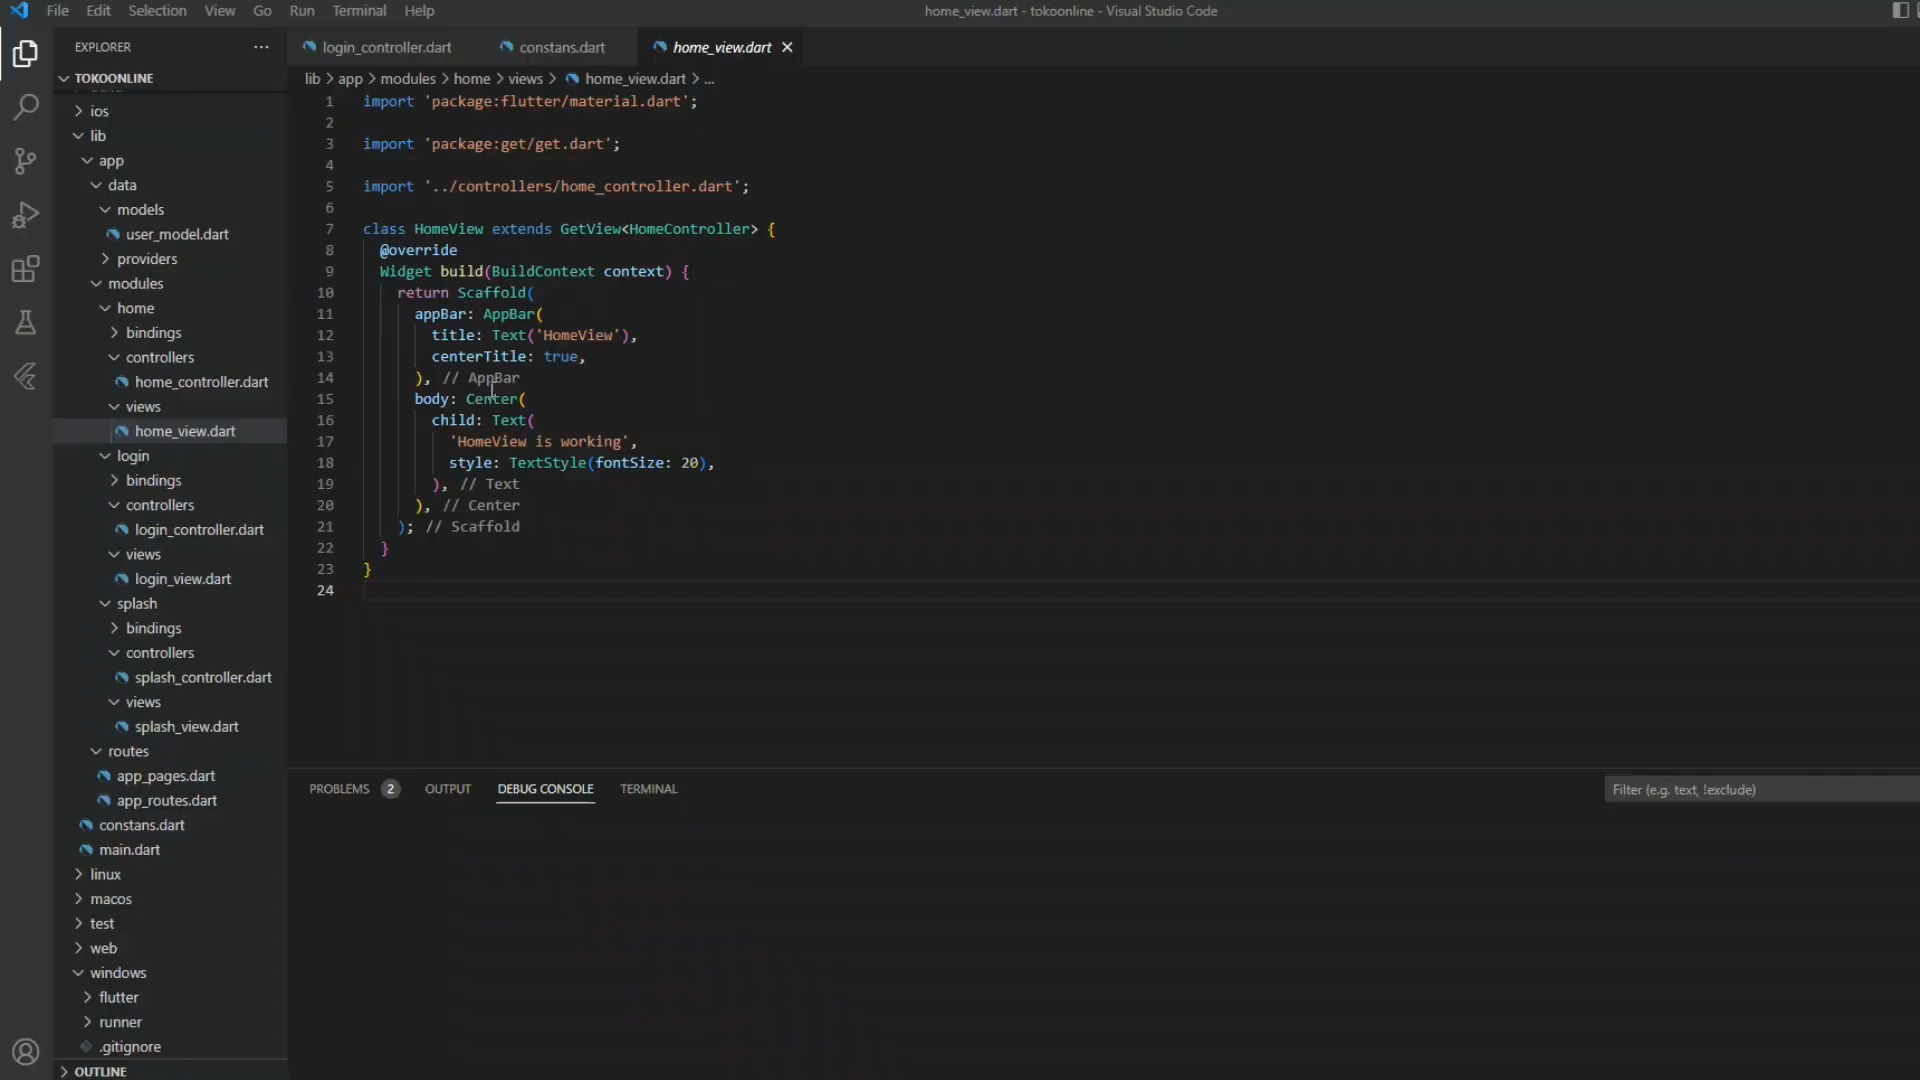 File Edit Selection View Go Run Terminal Help
home_view.dart - tokoonline - Visual Studio Code
EXPLORER
TOKOONLINE
ios
lib
app
data
models
user_model.dart
providers
modules
home
bindings
controllers
home_controller.dart
views
home_view.dart
login
bindings
controllers
login_controller.dart
views
login_view.dart
splash
bindings
controllers
splash_controller.dart
views
splash_view.dart
routes
app_pages.dart
app_routes.dart
constans.dart
main.dart
linux
macos
test
web
windows
flutter
runner
.gitignore
OUTLINE
login_controller.dart constans.dart home_view.dart
lib > app > modules > home > views > home_view.dart > ...
1 import 'package:flutter/material.dart';
2
3 import 'package:get/get.dart';
4
5 import '../controllers/home_controller.dart';
6
7 class HomeView extends GetView<HomeController> {
8 @override
9 Widget build(BuildContext context) {
10 return Scaffold(
11 appBar: AppBar(
12 title: Text('HomeView'),
13 centerTitle: true,
14 ), // AppBar
15 body: Center(
16 child: Text(
17 'HomeView is working',
18 style: TextStyle(fontSize: 20),
19 ), // Text
20 ), // Center
21 ); // Scaffold
22 }
23 }
24
PROBLEMS 2 OUTPUT DEBUG CONSOLE TERMINAL
Filter (e.g. text, !exclude)